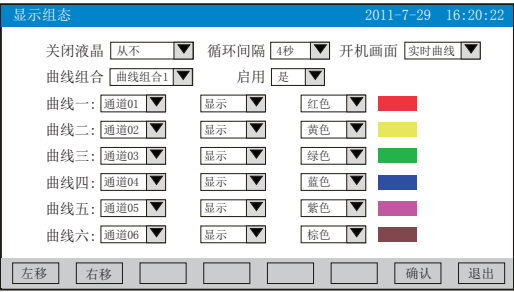 显示组态 2011-7-29 16:20:22
关闭液晶 从不 循环间隔 4秒 开机画面 实时曲线
曲线组合 曲线组合1 启用 是
曲线一: 通道01 显示 红色
曲线二: 通道02 显示 黄色
曲线三: 通道03 显示 绿色
曲线四: 通道04 显示 蓝色
曲线五: 通道05 显示 紫色
曲线六: 通道06 显示 棕色
左移 右移 确认 退出